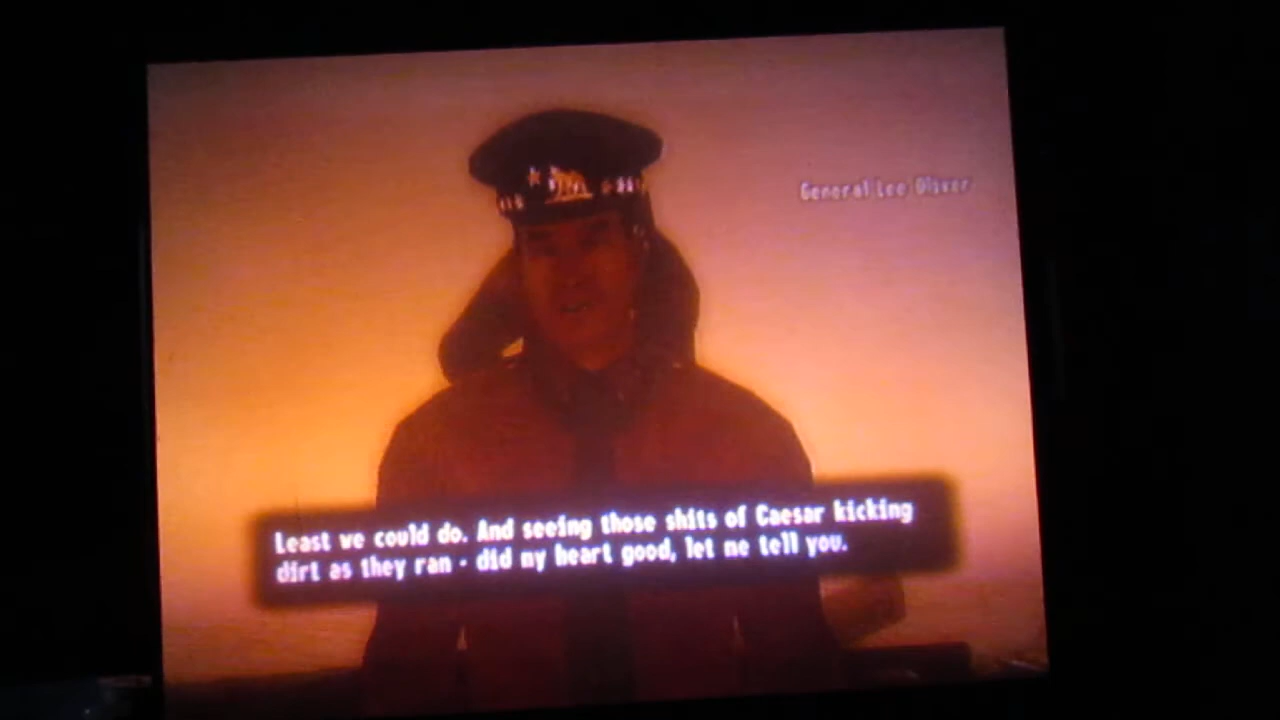 General Lee Oliver
Least we could do. And seeing those shits of Caesar kicking
dirt as they ran - did my heart good, let me tell you.